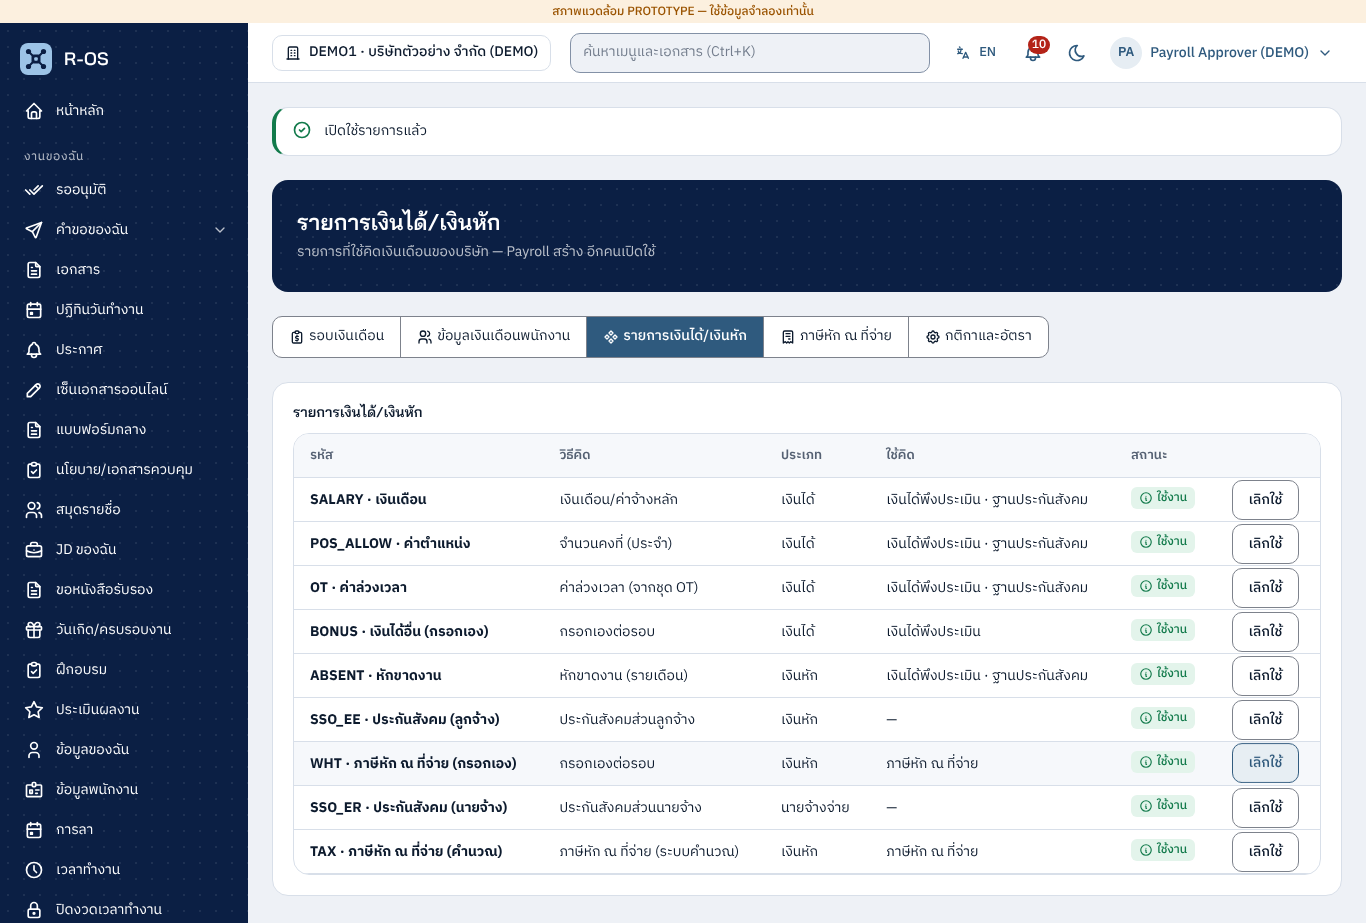 สภาพแวดล้อม PROTOTYPE — ใช้ข้อมูลจำลองเท่านั้น
R-OS
DEMO1 · บริษัทตัวอย่าง จำกัด (DEMO)
ค้นหาเมนูและเอกสาร (Ctrl+K)
EN
10
PA
Payroll Approver (DEMO)
หน้าหลัก
งานของฉัน
รออนุมัติ
คำขอของฉัน
เอกสาร
ปฏิทินวันทำงาน
ประกาศ
เซ็นเอกสารออนไลน์
แบบฟอร์มกลาง
นโยบาย/เอกสารควบคุม
สมุดรายชื่อ
JD ของฉัน
ขอหนังสือรับรอง
วันเกิด/ครบรอบงาน
ฝึกอบรม
ประเมินผลงาน
ข้อมูลของฉัน
ข้อมูลพนักงาน
การลา
เวลาทำงาน
ปิดงวดเวลาทำงาน
เปิดใช้รายการแล้ว
รายการเงินได้/เงินหัก
รายการที่ใช้คิดเงินเดือนของบริษัท — Payroll สร้าง อีกคนเปิดใช้
รอบเงินเดือน ข้อมูลเงินเดือนพนักงาน รายการเงินได้/เงินหัก ภาษีหัก ณ ที่จ่าย กติกาและอัตรา
รายการเงินได้/เงินหัก
รหัส วิธีคิด ประเภท ใช้คิด สถานะ
SALARY · เงินเดือน เงินเดือน/ค่าจ้างหลัก เงินได้ เงินได้พึงประเมิน · ฐานประกันสังคม ใช้งาน เลิกใช้
POS_ALLOW · ค่าตำแหน่ง จำนวนคงที่ (ประจำ) เงินได้ เงินได้พึงประเมิน · ฐานประกันสังคม ใช้งาน เลิกใช้
OT · ค่าล่วงเวลา ค่าล่วงเวลา (จากชุด OT) เงินได้ เงินได้พึงประเมิน · ฐานประกันสังคม ใช้งาน เลิกใช้
BONUS · เงินได้อื่น (กรอกเอง) กรอกเองต่อรอบ เงินได้ เงินได้พึงประเมิน ใช้งาน เลิกใช้
ABSENT · หักขาดงาน หักขาดงาน (รายเดือน) เงินหัก เงินได้พึงประเมิน · ฐานประกันสังคม ใช้งาน เลิกใช้
SSO_EE · ประกันสังคม (ลูกจ้าง) ประกันสังคมส่วนลูกจ้าง เงินหัก — ใช้งาน เลิกใช้
WHT · ภาษีหัก ณ ที่จ่าย (กรอกเอง) กรอกเองต่อรอบ เงินหัก ภาษีหัก ณ ที่จ่าย ใช้งาน เลิกใช้
SSO_ER · ประกันสังคม (นายจ้าง) ประกันสังคมส่วนนายจ้าง นายจ้างจ่าย — ใช้งาน เลิกใช้
TAX · ภาษีหัก ณ ที่จ่าย (คำนวณ) ภาษีหัก ณ ที่จ่าย (ระบบคำนวณ) เงินหัก ภาษีหัก ณ ที่จ่าย ใช้งาน เลิกใช้